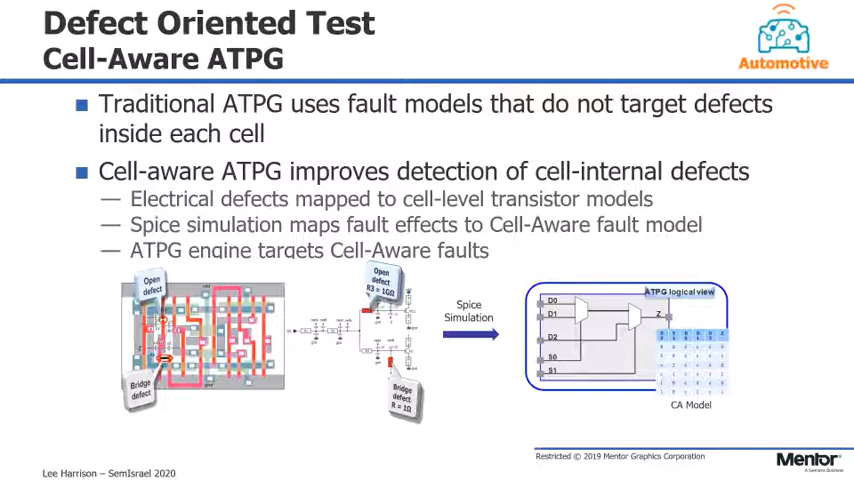 Defect Oriented Test
Cell-Aware ATPG
Automotive
Traditional ATPG uses fault models that do not target defects
inside each cell
Cell-aware ATPG improves detection of cell-internal defects
— Electrical defects mapped to cell-level transistor models
— Spice simulation maps fault effects to Cell-Aware fault model
— ATPG engine targets Cell-Aware faults
Open
defect
Bridge
defect
Open
defect
R3 = 1GΩ
Bridge
defect
R = 1Ω
Spice
Simulation
ATPG logical view
D0
D1
D2
S0
S1
Z
CA Model
Restricted © 2019 Mentor Graphics Corporation
Mentor
A Siemens Business
Lee Harrison – SemIsrael 2020